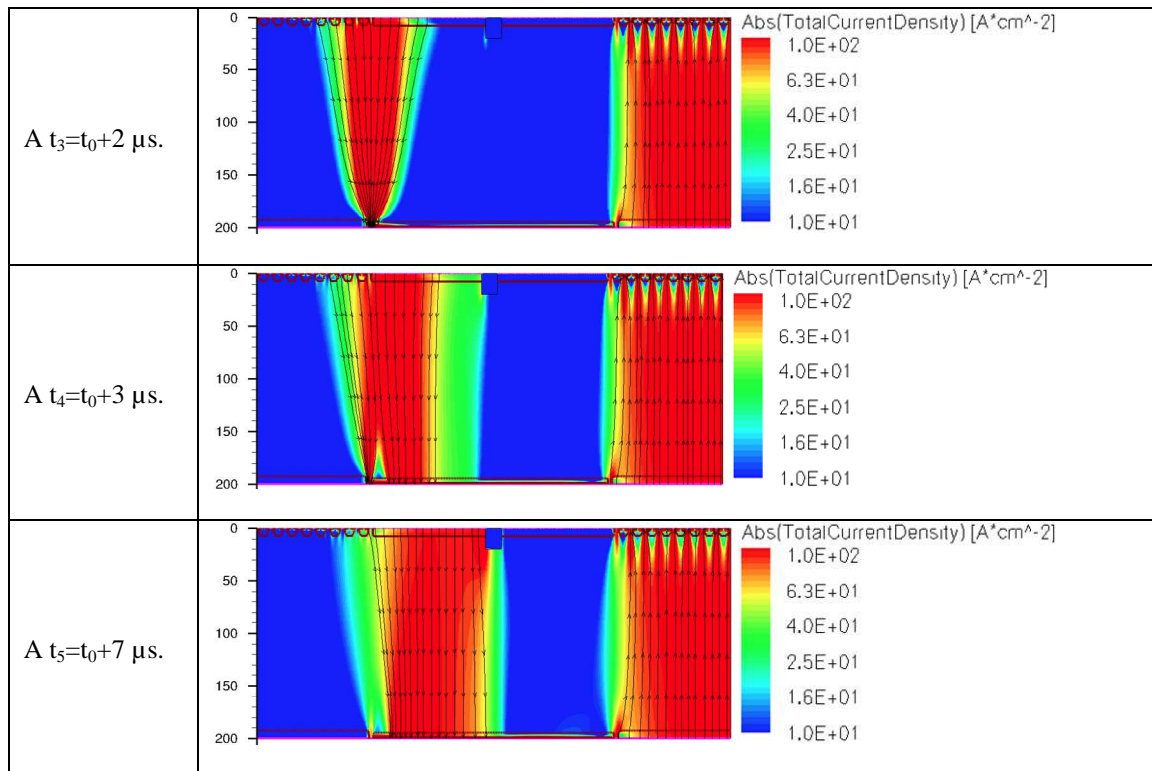 A t₃=t₀+2 µs.
0
50
100
150
200
Abs(TotalCurrentDensity) [A*cm^-2]
1.0E+02
6.3E+01
4.0E+01
2.5E+01
1.6E+01
1.0E+01
A t₄=t₀+3 µs.
0
50
100
150
200
Abs(TotalCurrentDensity) [A*cm^-2]
1.0E+02
6.3E+01
4.0E+01
2.5E+01
1.6E+01
1.0E+01
A t₅=t₀+7 µs.
0
50
100
150
200
Abs(TotalCurrentDensity) [A*cm^-2]
1.0E+02
6.3E+01
4.0E+01
2.5E+01
1.6E+01
1.0E+01